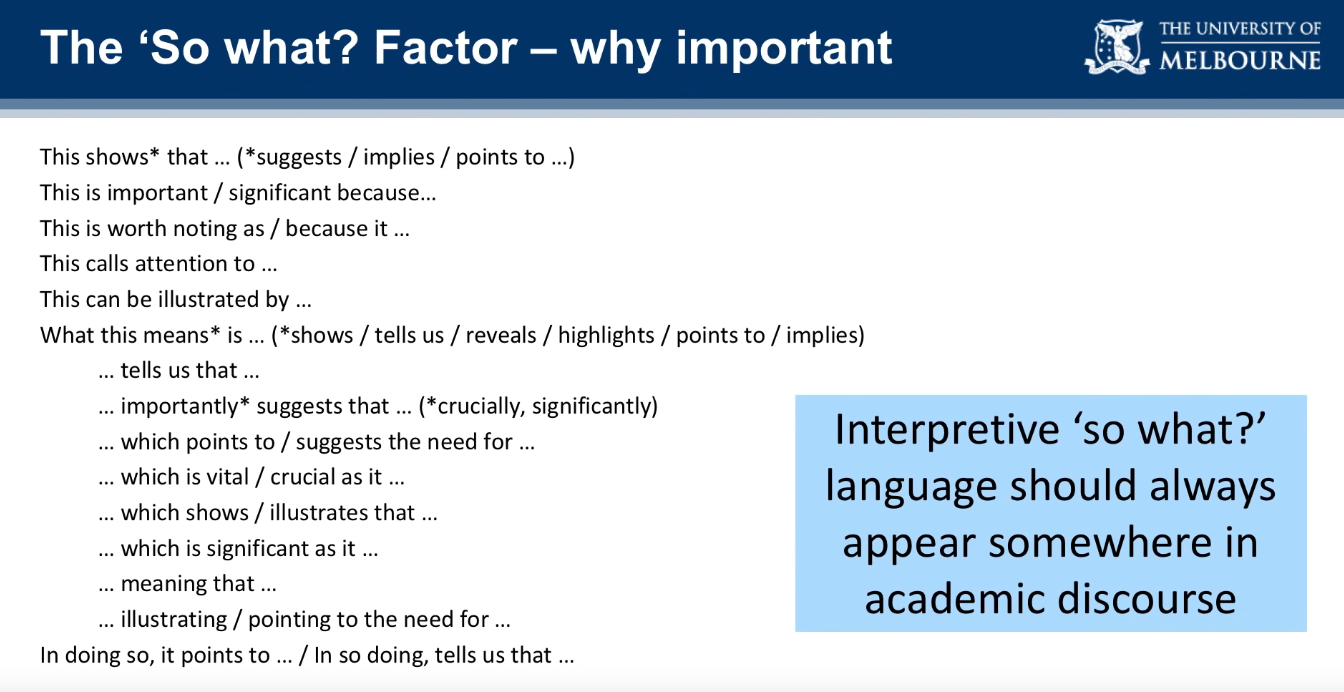 The ‘So what? Factor – why important
THE UNIVERSITY OF
MELBOURNE
This shows* that … (*suggests / implies / points to …)
This is important / significant because…
This is worth noting as / because it …
This calls attention to …
This can be illustrated by …
What this means* is … (*shows / tells us / reveals / highlights / points to / implies)
… tells us that …
… importantly* suggests that … (*crucially, significantly)
… which points to / suggests the need for …
… which is vital / crucial as it …
… which shows / illustrates that …
… which is significant as it …
… meaning that …
… illustrating / pointing to the need for …
In doing so, it points to … / In so doing, tells us that …
Interpretive ‘so what?’
language should always
appear somewhere in
academic discourse